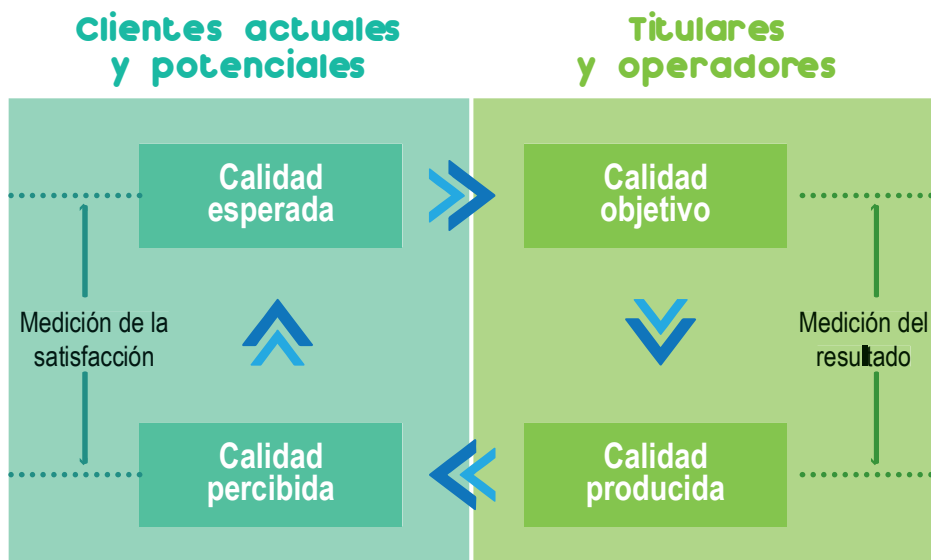 Clientes actuales
y potenciales
Titulares
y operadores
Calidad
esperada
Calidad
objetivo
Medición de la
satisfacción
Medición del
resultado
Calidad
percibida
Calidad
producida